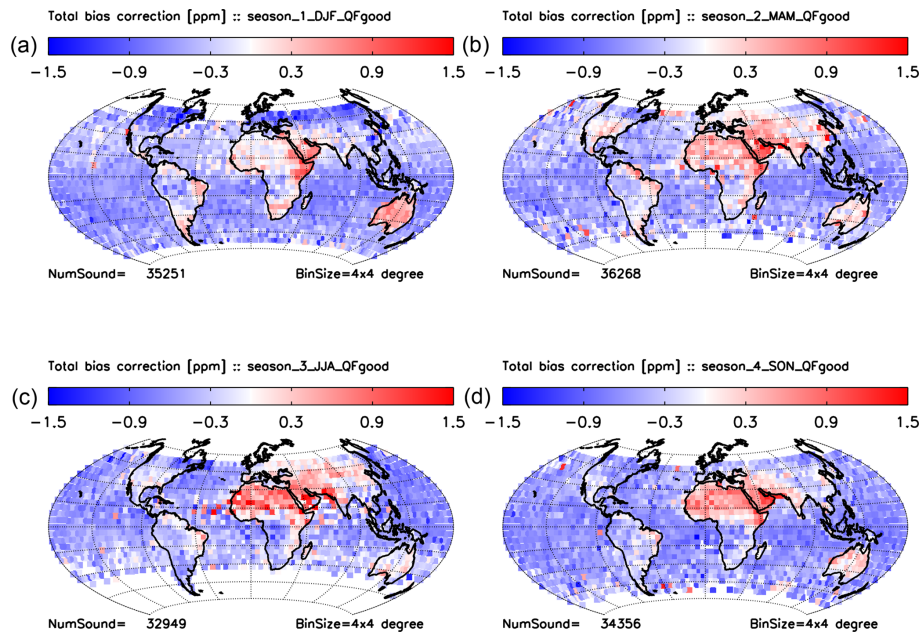 Total bias correction [ppm] :: season_1_DJF_QFgood
(a)
−1.5 −0.9 −0.3 0.3 0.9 1.5
NumSound= 35251 BinSize=4x4 degree
Total bias correction [ppm] :: season_2_MAM_QFgood
(b)
−1.5 −0.9 −0.3 0.3 0.9 1.5
NumSound= 36268 BinSize=4x4 degree
Total bias correction [ppm] :: season_3_JJA_QFgood
(c)
−1.5 −0.9 −0.3 0.3 0.9 1.5
NumSound= 32949 BinSize=4x4 degree
Total bias correction [ppm] :: season_4_SON_QFgood
(d)
−1.5 −0.9 −0.3 0.3 0.9 1.5
NumSound= 34356 BinSize=4x4 degree